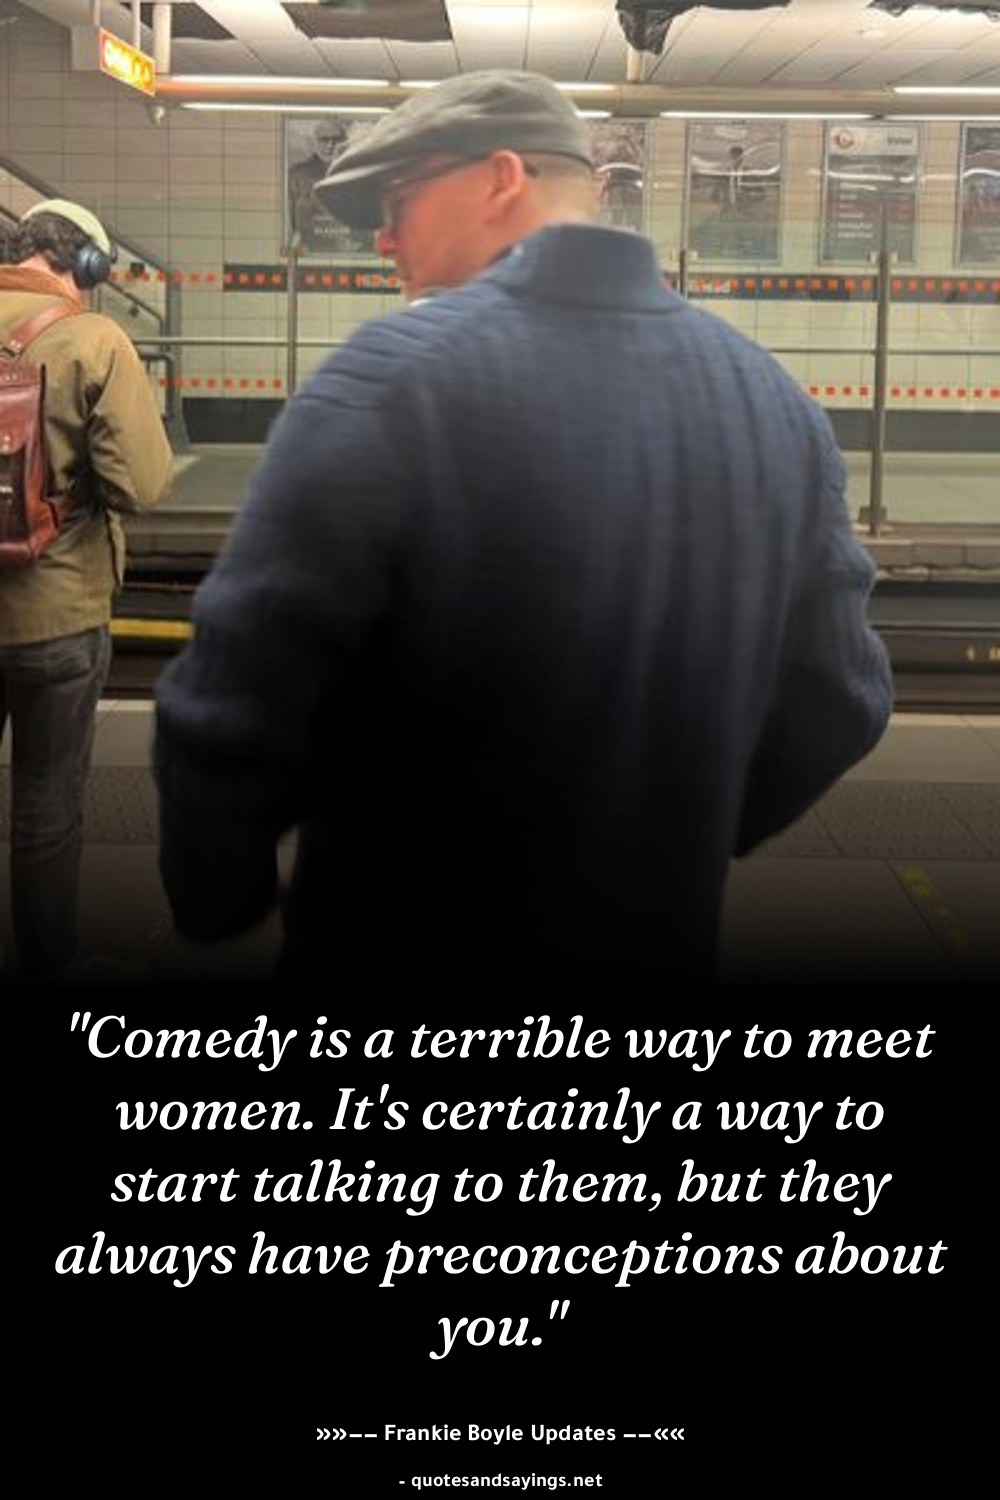 "Comedy is a terrible way to meet
women. It's certainly a way to
start talking to them, but they
always have preconceptions about
you."
»»–– Frankie Boyle Updates ––««
- quotesandsayings.net